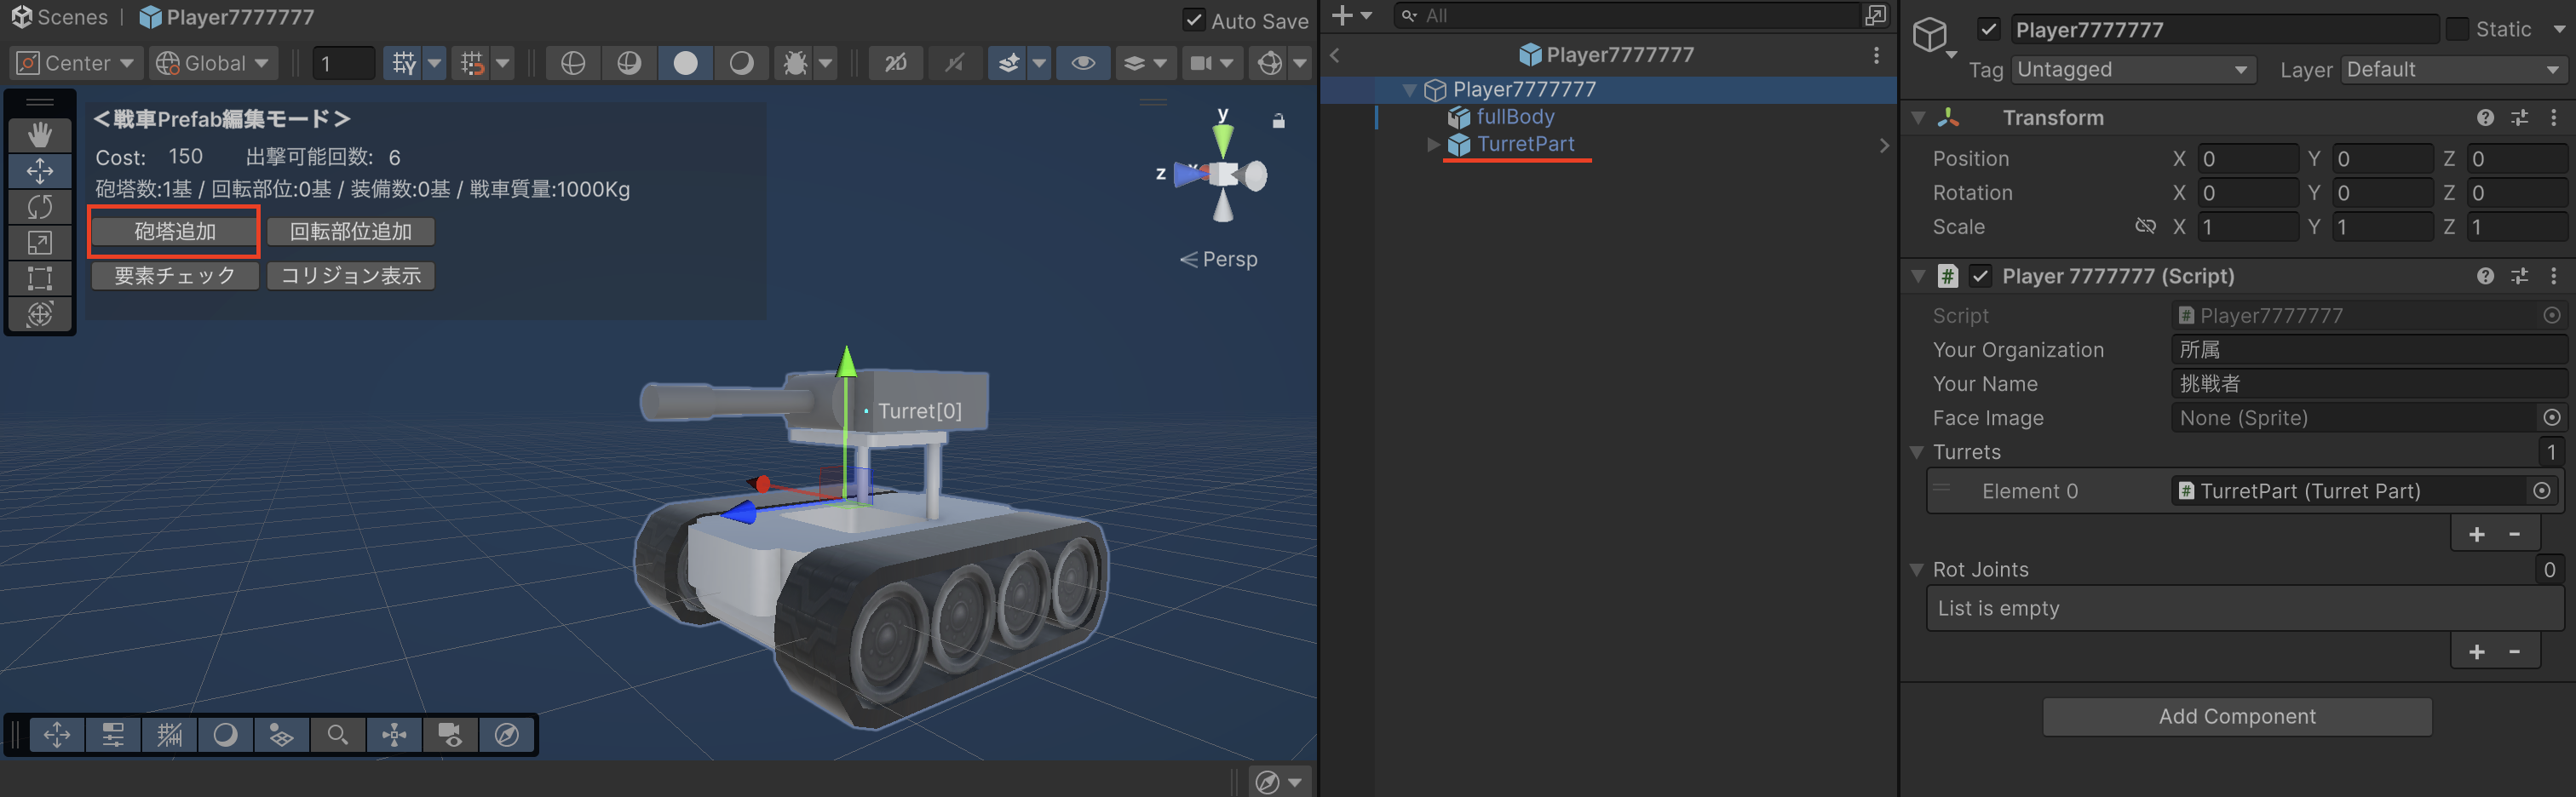 Scenes | Player7777777
Auto Save
Center Global 1 2D
<戦車Prefab編集モード>
Cost: 150 出撃可能回数: 6
砲塔数:1基 / 回転部位:0基 / 装備数:0基 / 戦車質量:1000Kg
砲塔追加 回転部位追加
要素チェック コリジョン表示
y
z
x
Persp
Turret[0]
All
Player7777777
Player7777777
fullBody
TurretPart
Player7777777 Static
Tag Untagged Layer Default
Transform
Position X 0 Y 0 Z 0
Rotation X 0 Y 0 Z 0
Scale X 1 Y 1 Z 1
# Player 7777777 (Script)
Script # Player7777777
Your Organization 所属
Your Name 挑戦者
Face Image None (Sprite)
Turrets 1
Element 0 # TurretPart (Turret Part)
+ -
Rot Joints 0
List is empty
+ -
Add Component